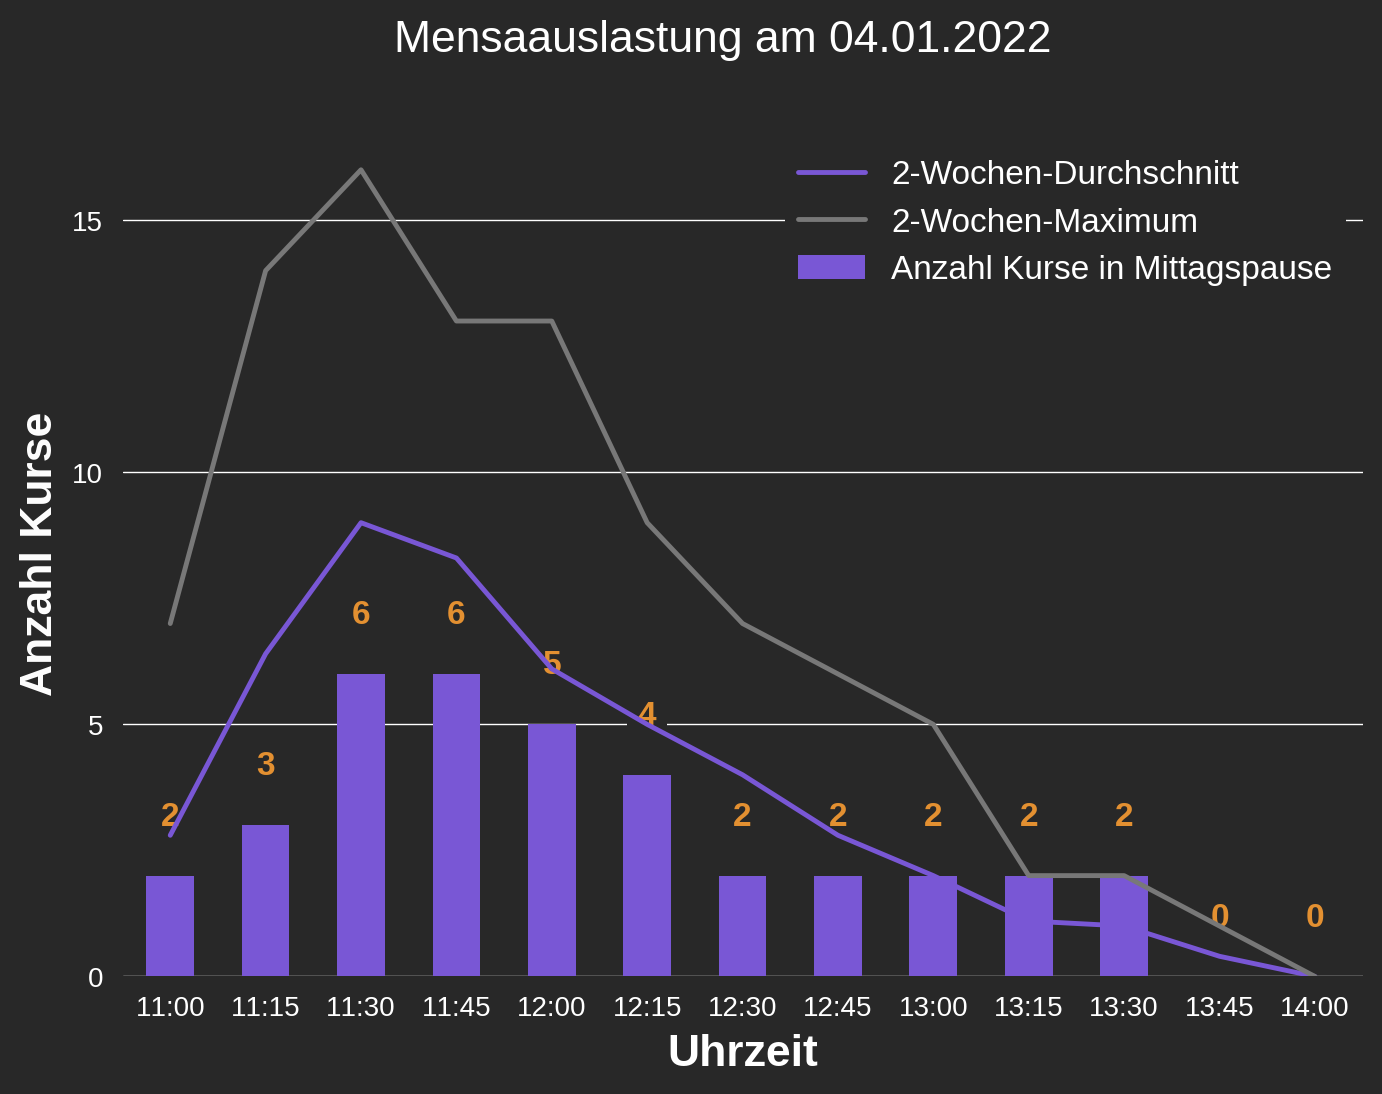 Mensaauslastung am 04.01.2022
2-Wochen-Durchschnitt
2-Wochen-Maximum
Anzahl Kurse in Mittagspause
Anzahl Kurse
15
10
5
0
2
3
6
6
5
4
2
2
2
2
2
0
0
11:00 11:15 11:30 11:45 12:00 12:15 12:30 12:45 13:00 13:15 13:30 13:45 14:00
Uhrzeit